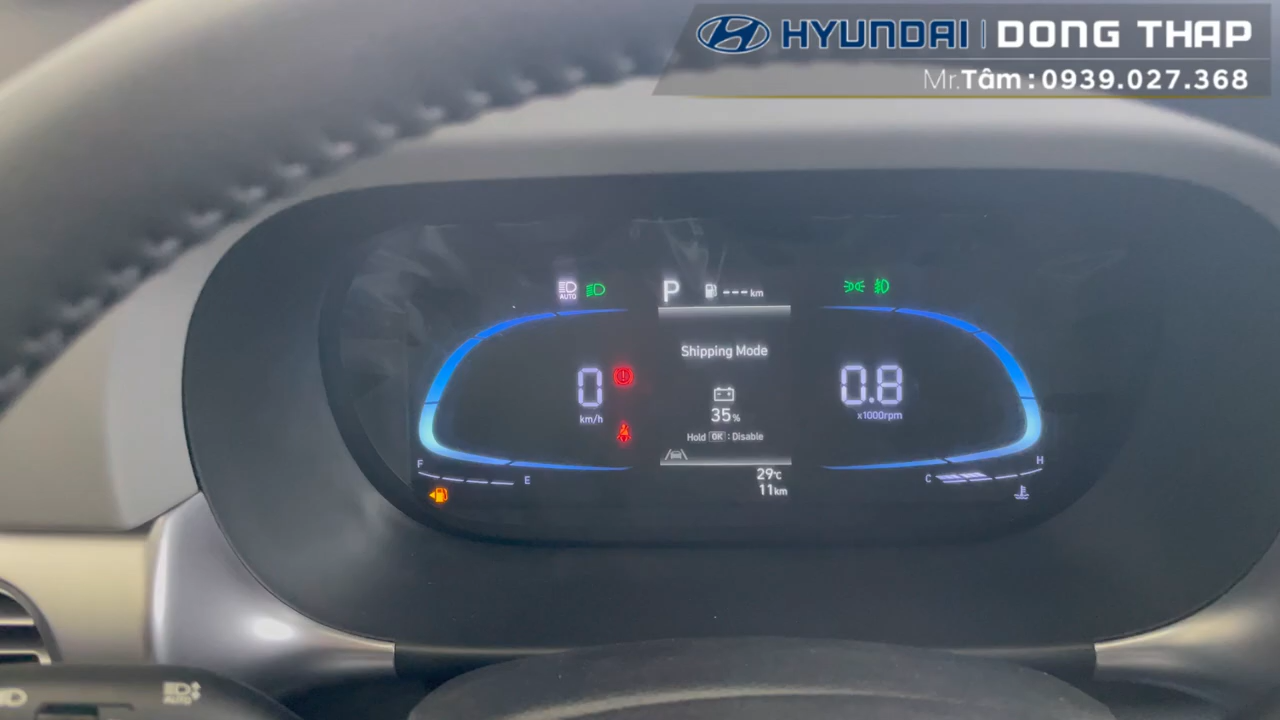 HYUNDAI | DONG THAP
Mr.Tâm : 0939.027.368
AUTO
P --- km
Shipping Mode
0
km/h
35%
Hold OK : Disable
0.8
x1000rpm
F E
C H
29°C
11km
AUTO